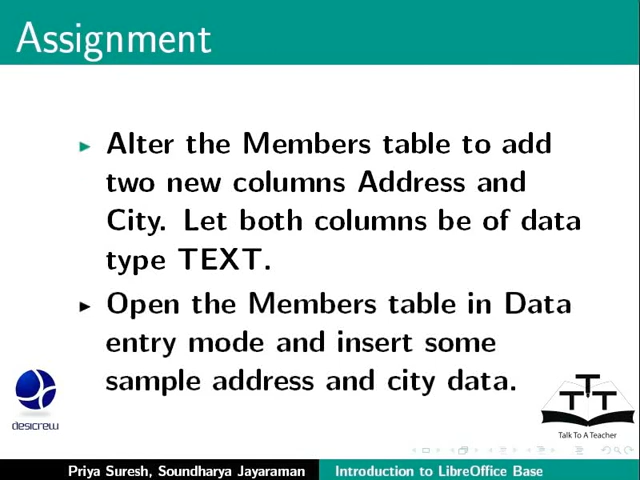 Assignment
Alter the Members table to add
two new columns Address and
City. Let both columns be of data
type TEXT.
Open the Members table in Data
entry mode and insert some
sample address and city data.
desicrew
TTT
Talk To A Teacher
Priya Suresh, Soundharya Jayaraman Introduction to LibreOffice Base